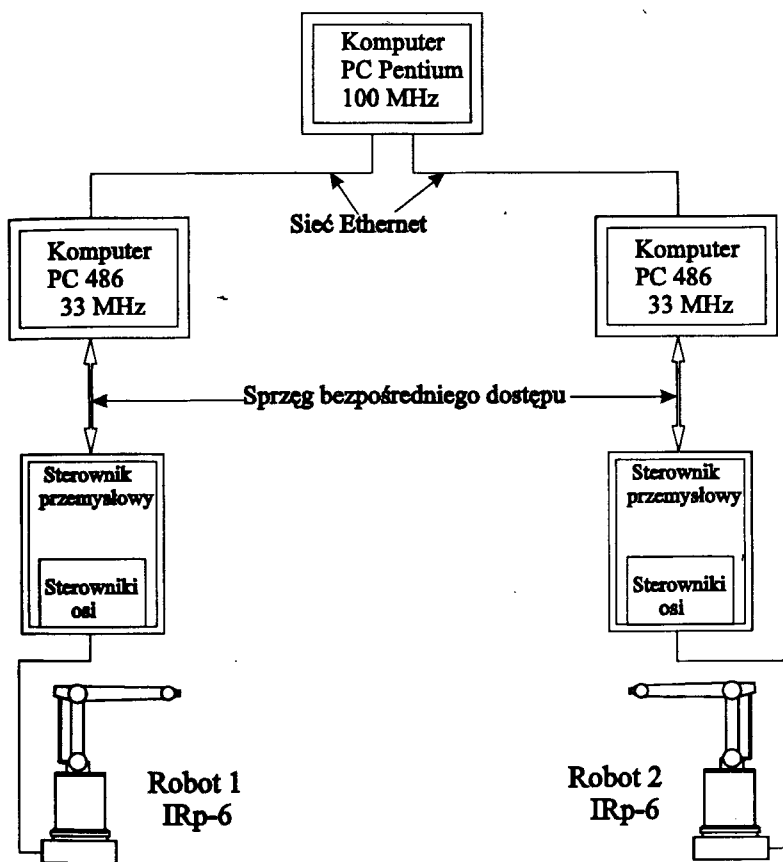 Komputer
PC Pentium
100 MHz
Sieć Ethernet
Komputer
PC 486
33 MHz
Komputer
PC 486
33 MHz
Sprzęg bezpośredniego dostępu
Sterownik
przemysłowy
Sterowniki
osi
Sterownik
przemysłowy
Sterowniki
osi
Robot 1
IRp-6
Robot 2
IRp-6